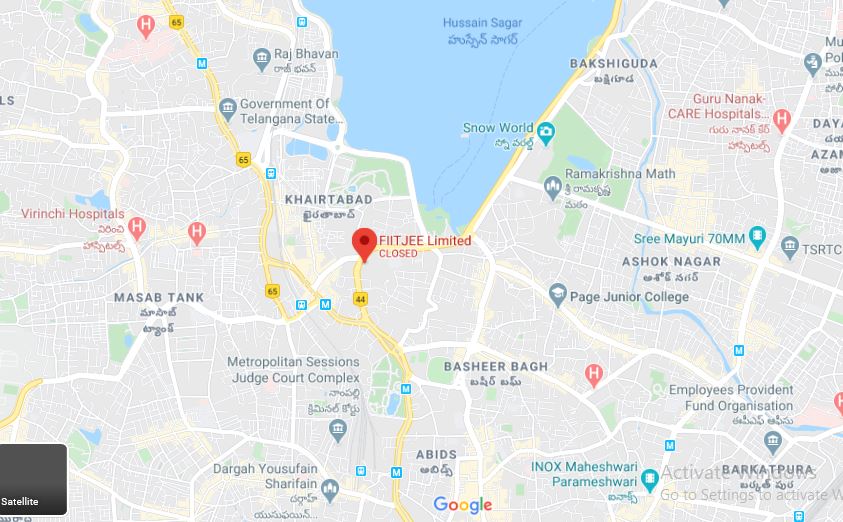 Hussain Sagar
హుస్సేన్ సాగర్
65
Raj Bhavan
రాజ్ భవన్
M
BAKSHIGUDA
బక్షిగూడ
Mu
Pol
LS
Government Of
Telangana State...
Guru Nanak-
CARE Hospitals...
గురు నానక్ కేర్
హాస్పిటల్స్
H
DAYA
AZAM
Snow World
స్నో వరల్డ్
65
Ramakrishna Math
శ్రీ రామకృష్ణ
మఠం
KHAIRTABAD
ఖైరతాబాద్
Virinchi Hospitals
విరించి
హాస్పిటల్స్
H
H
FIITJEE Limited
CLOSED
Sree Mayuri 70MM
TSRTC
ASHOK NAGAR
అశోక్ నగర్
65
44
M
Page Junior College
MASAB TANK
మాసాబ్
ట్యాంక్
M
Metropolitan Sessions
Judge Court Complex
నాంపల్లి
క్రిమినల్ కోర్టు
BASHEER BAGH
బషీర్ బాగ్
H
M
Employees Provident
Fund Organisation
ఈపీఎఫ్ ఆఫీసు
H
ABIDS
అబిడ్స్
M
Dargah Yousufain
Sharifain
దర్గాహ్
యూసుఫైన్...
INOX Maheshwari
Parameshwari
ఐనాక్స్
BARKATPURA
బర్కత్ పుర
Activate Windows
Go to Settings to activate W
Satellite
Google